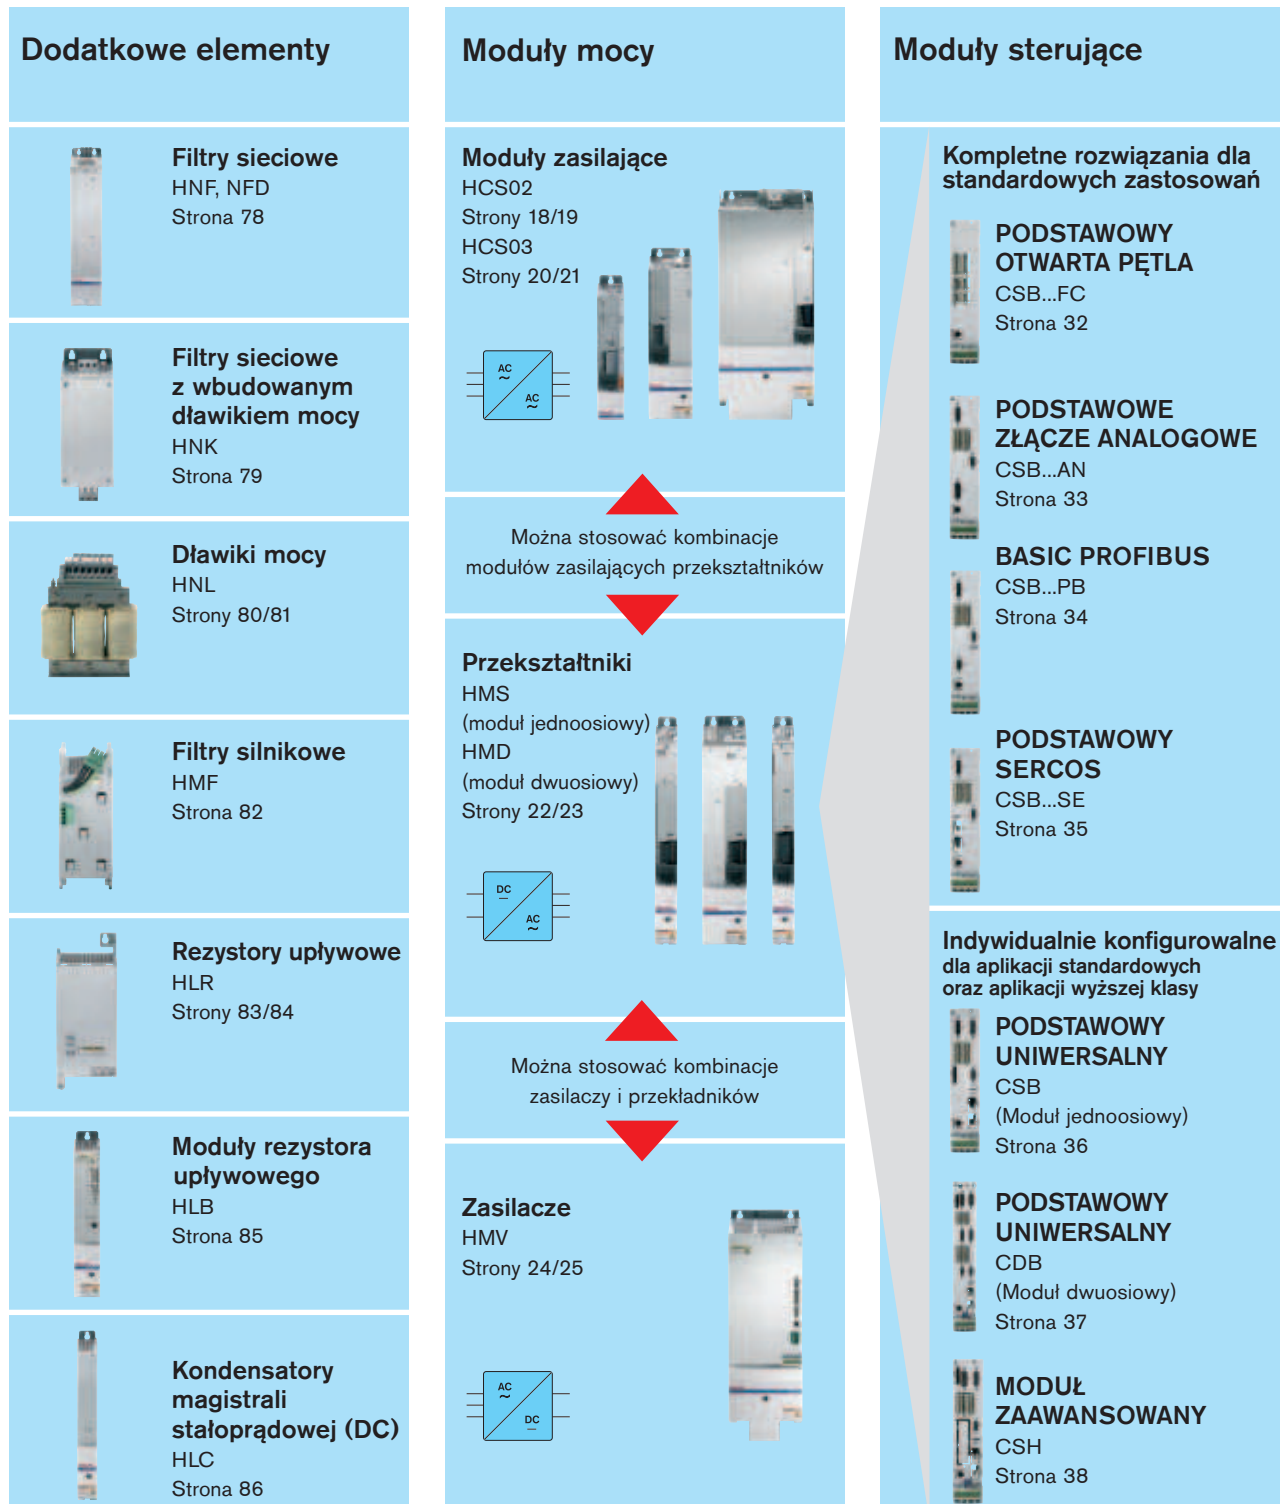 Dodatkowe elementy
Filtry sieciowe
HNF, NFD
Strona 78
Filtry sieciowe
z wbudowanym
dławikiem mocy
HNK
Strona 79
Dławiki mocy
HNL
Strony 80/81
Filtry silnikowe
HMF
Strona 82
Rezystory upływowe
HLR
Strony 83/84
Moduły rezystora
upływowego
HLB
Strona 85
Kondensatory
magistrali
stałoprądowej (DC)
HLC
Strona 86
Moduły mocy
Moduły zasilające
HCS02
Strony 18/19
HCS03
Strony 20/21
AC
~
AC
~
Można stosować kombinacje
modułów zasilających przekształtników
Przekształtniki
HMS
(moduł jednoosiowy)
HMD
(moduł dwuosiowy)
Strony 22/23
DC
AC
~
Można stosować kombinacje
zasilaczy i przekładników
Zasilacze
HMV
Strony 24/25
AC
~
DC
Moduły sterujące
Kompletne rozwiązania dla
standardowych zastosowań
PODSTAWOWY
OTWARTA PĘTLA
CSB...FC
Strona 32
PODSTAWOWE
ZŁĄCZE ANALOGOWE
CSB...AN
Strona 33
BASIC PROFIBUS
CSB...PB
Strona 34
PODSTAWOWY
SERCOS
CSB...SE
Strona 35
Indywidualnie konfigurowalne
dla aplikacji standardowych
oraz aplikacji wyższej klasy
PODSTAWOWY
UNIWERSALNY
CSB
(Moduł jednoosiowy)
Strona 36
PODSTAWOWY
UNIWERSALNY
CDB
(Moduł dwuosiowy)
Strona 37
MODUŁ
ZAAWANSOWANY
CSH
Strona 38